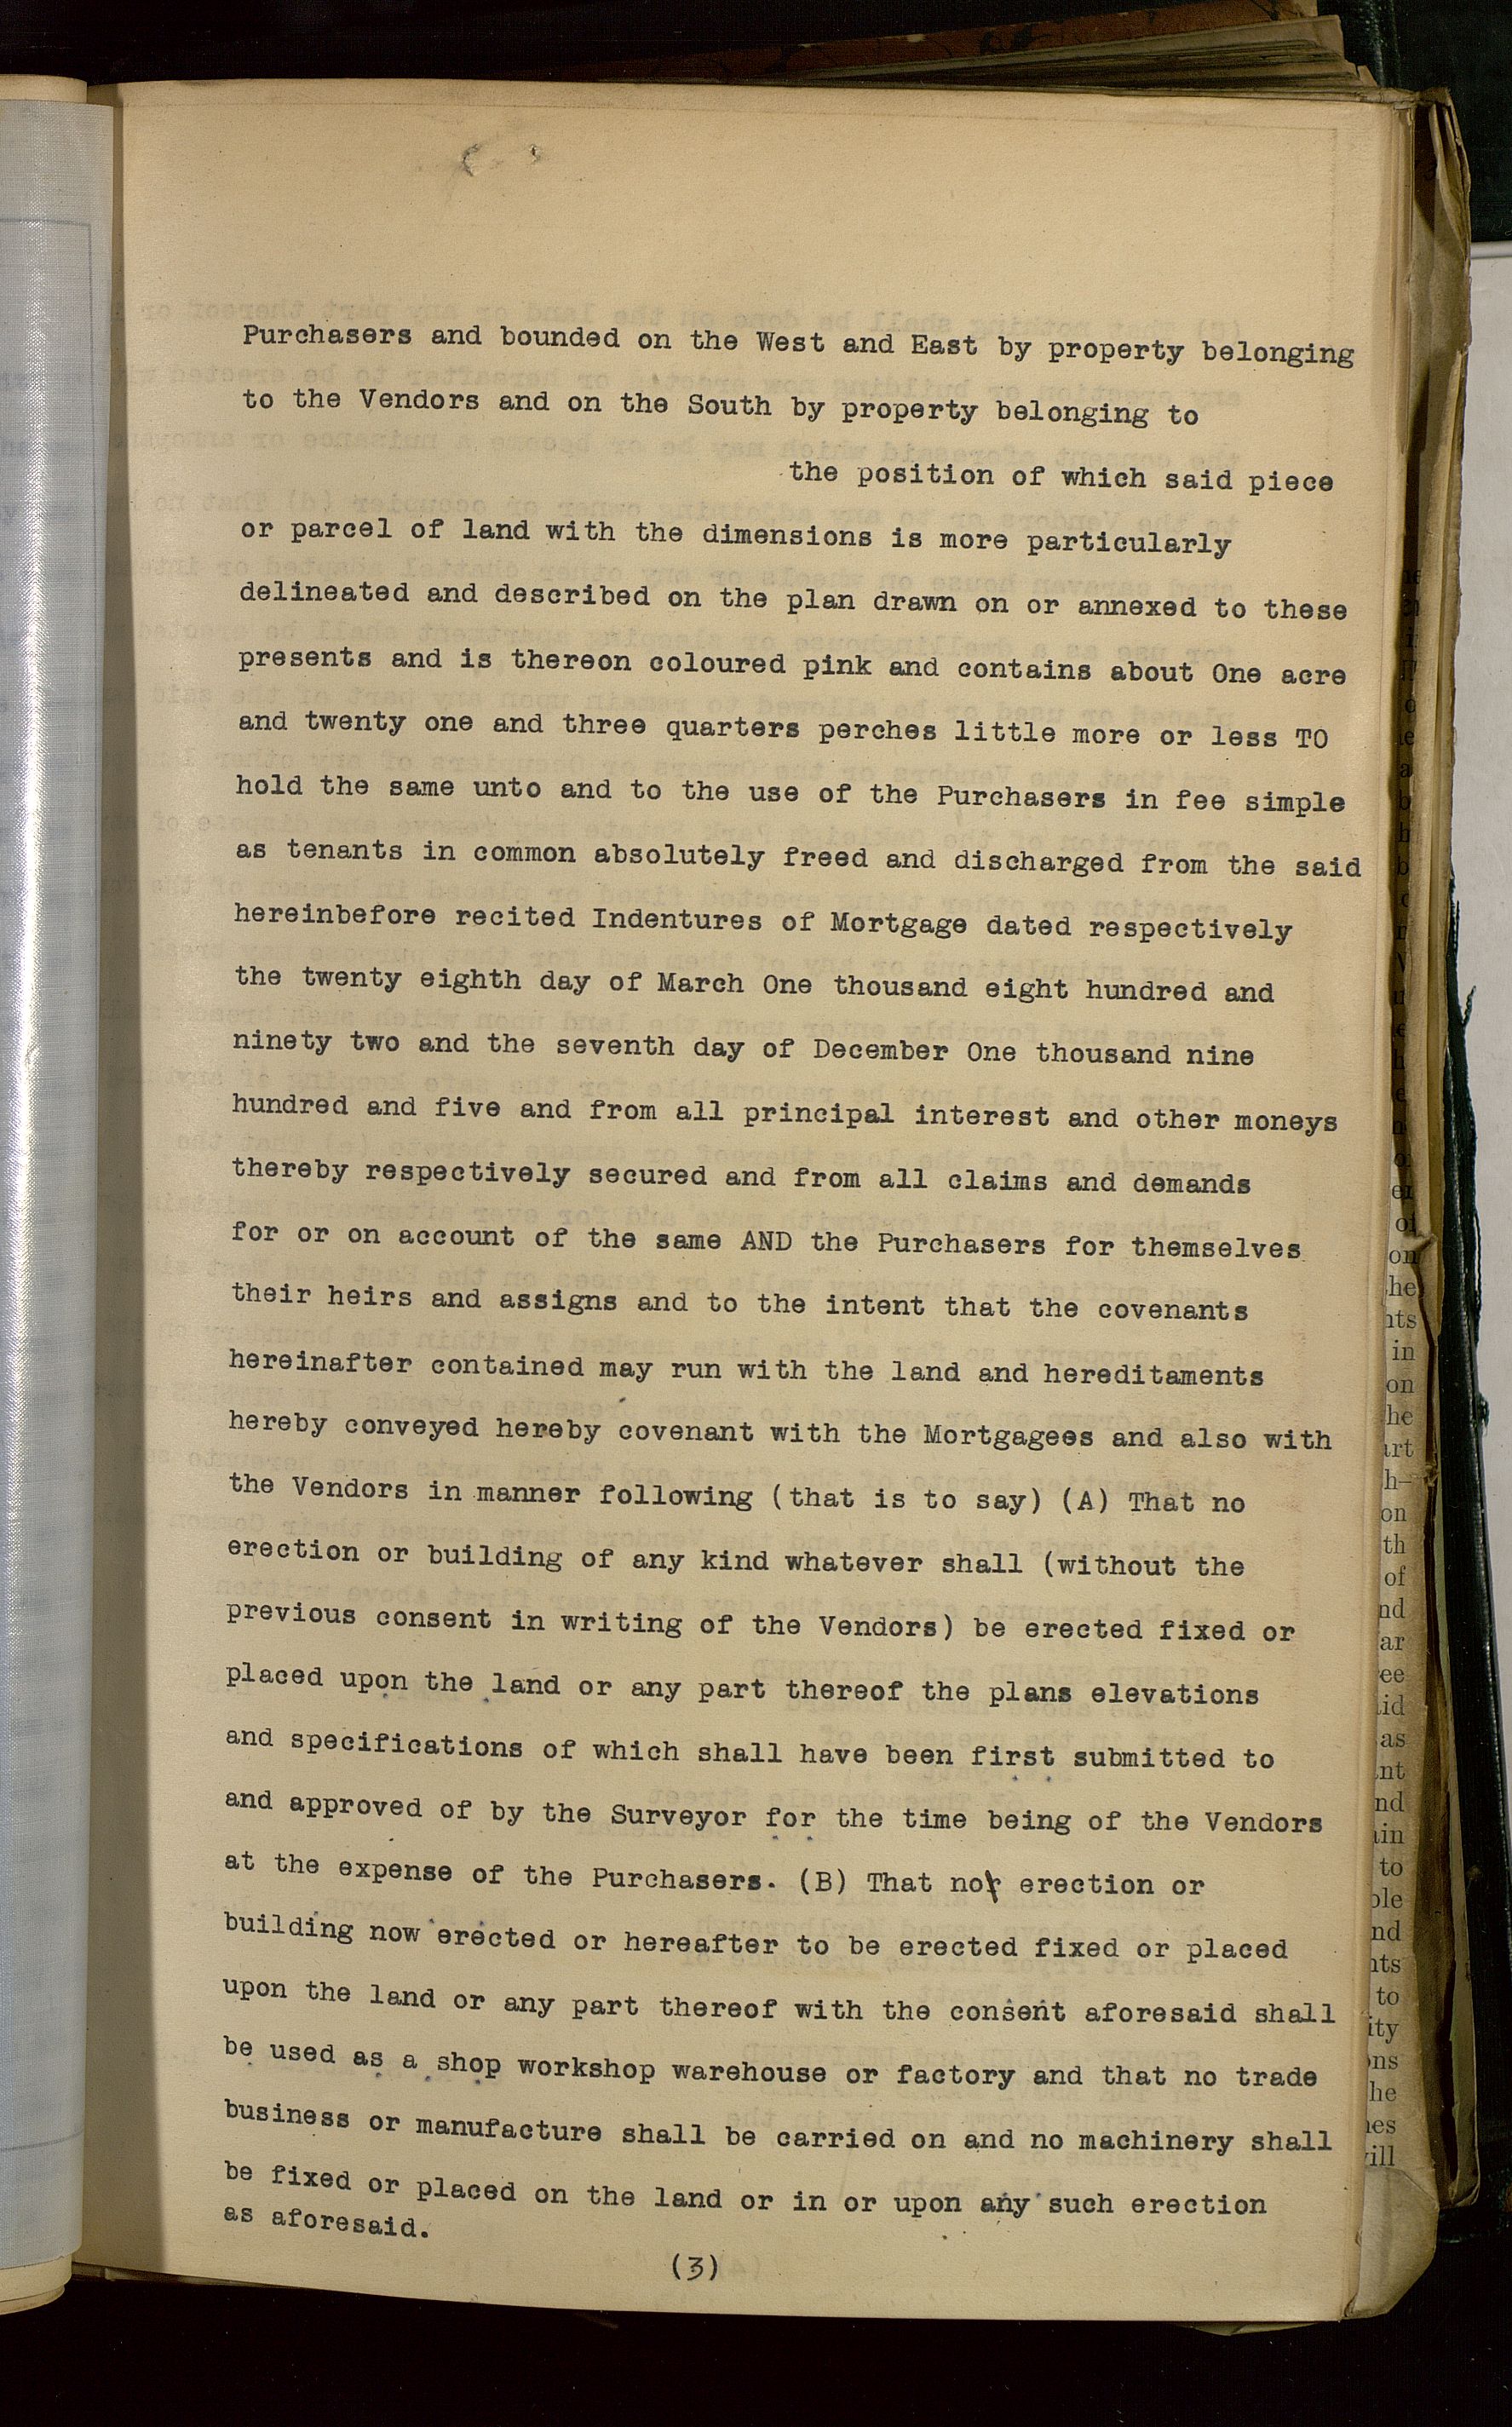 Purchasers and bounded on the West and East by property belonging
to the Vendors and on the South by property belonging to
the position of which said piece
or parcel of land with the dimensions is more particularly
delineated and described on the plan drawn on or annexed to these
presents and is thereon coloured pink and contains about One acre
and twenty one and three quarters perches little more or less TO
hold the same unto and to the use of the Purchasers in fee simple
as tenants in common absolutely freed and discharged from the said
hereinbefore recited Indentures of Mortgage dated respectively
the twenty eighth day of March One thousand eight hundred and
ninety two and the seventh day of December One thousand nine
hundred and five and from all principal interest and other moneys
thereby respectively secured and from all claims and demands
for or on account of the same AND the Purchasers for themselves
their heirs and assigns and to the intent that the covenants
hereinafter contained may run with the land and hereditaments
hereby conveyed hereby covenant with the Mortgagees and also with
the Vendors in manner following (that is to say) (A) That no
erection or building of any kind whatever shall (without the
previous consent in writing of the Vendors) be erected fixed or
placed upon the land or any part thereof the plans elevations
and specifications of which shall have been first submitted to
and approved of by the Surveyor for the time being of the Vendors
at the expense of the Purchasers. (B) That no erection or
building now erected or hereafter to be erected fixed or placed
upon the land or any part thereof with the consent aforesaid shall
be used as a shop workshop warehouse or factory and that no trade
business or manufacture shall be carried on and no machinery shall
be fixed or placed on the land or in or upon any such erection
as aforesaid.
(3)